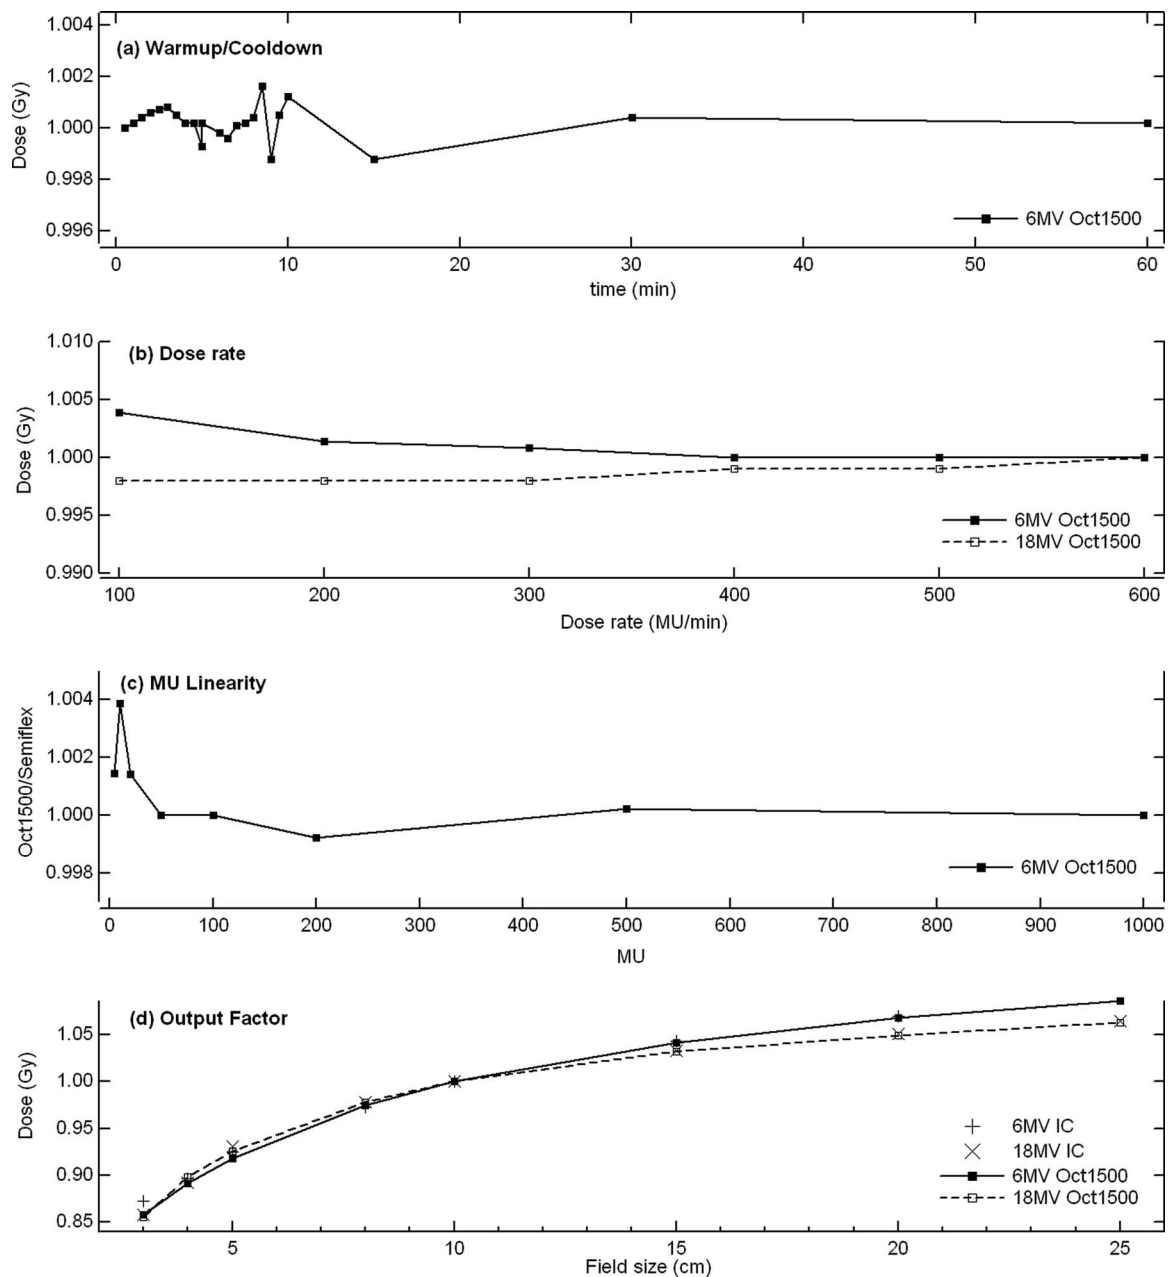 1.004
(a) Warmup/Cooldown
1.002
1.000
0.998
0.996
Dose (Gy)
6MV Oct1500
0 10 20 30 40 50 60
time (min)
1.010
(b) Dose rate
1.005
1.000
0.995
0.990
Dose (Gy)
6MV Oct1500
18MV Oct1500
100 200 300 400 500 600
Dose rate (MU/min)
(c) MU Linearity
1.004
1.002
1.000
0.998
Oct1500/Semiflex
6MV Oct1500
0 100 200 300 400 500 600 700 800 900 1000
MU
(d) Output Factor
1.05
1.00
0.95
0.90
0.85
Dose (Gy)
6MV IC
18MV IC
6MV Oct1500
18MV Oct1500
5 10 15 20 25
Field size (cm)